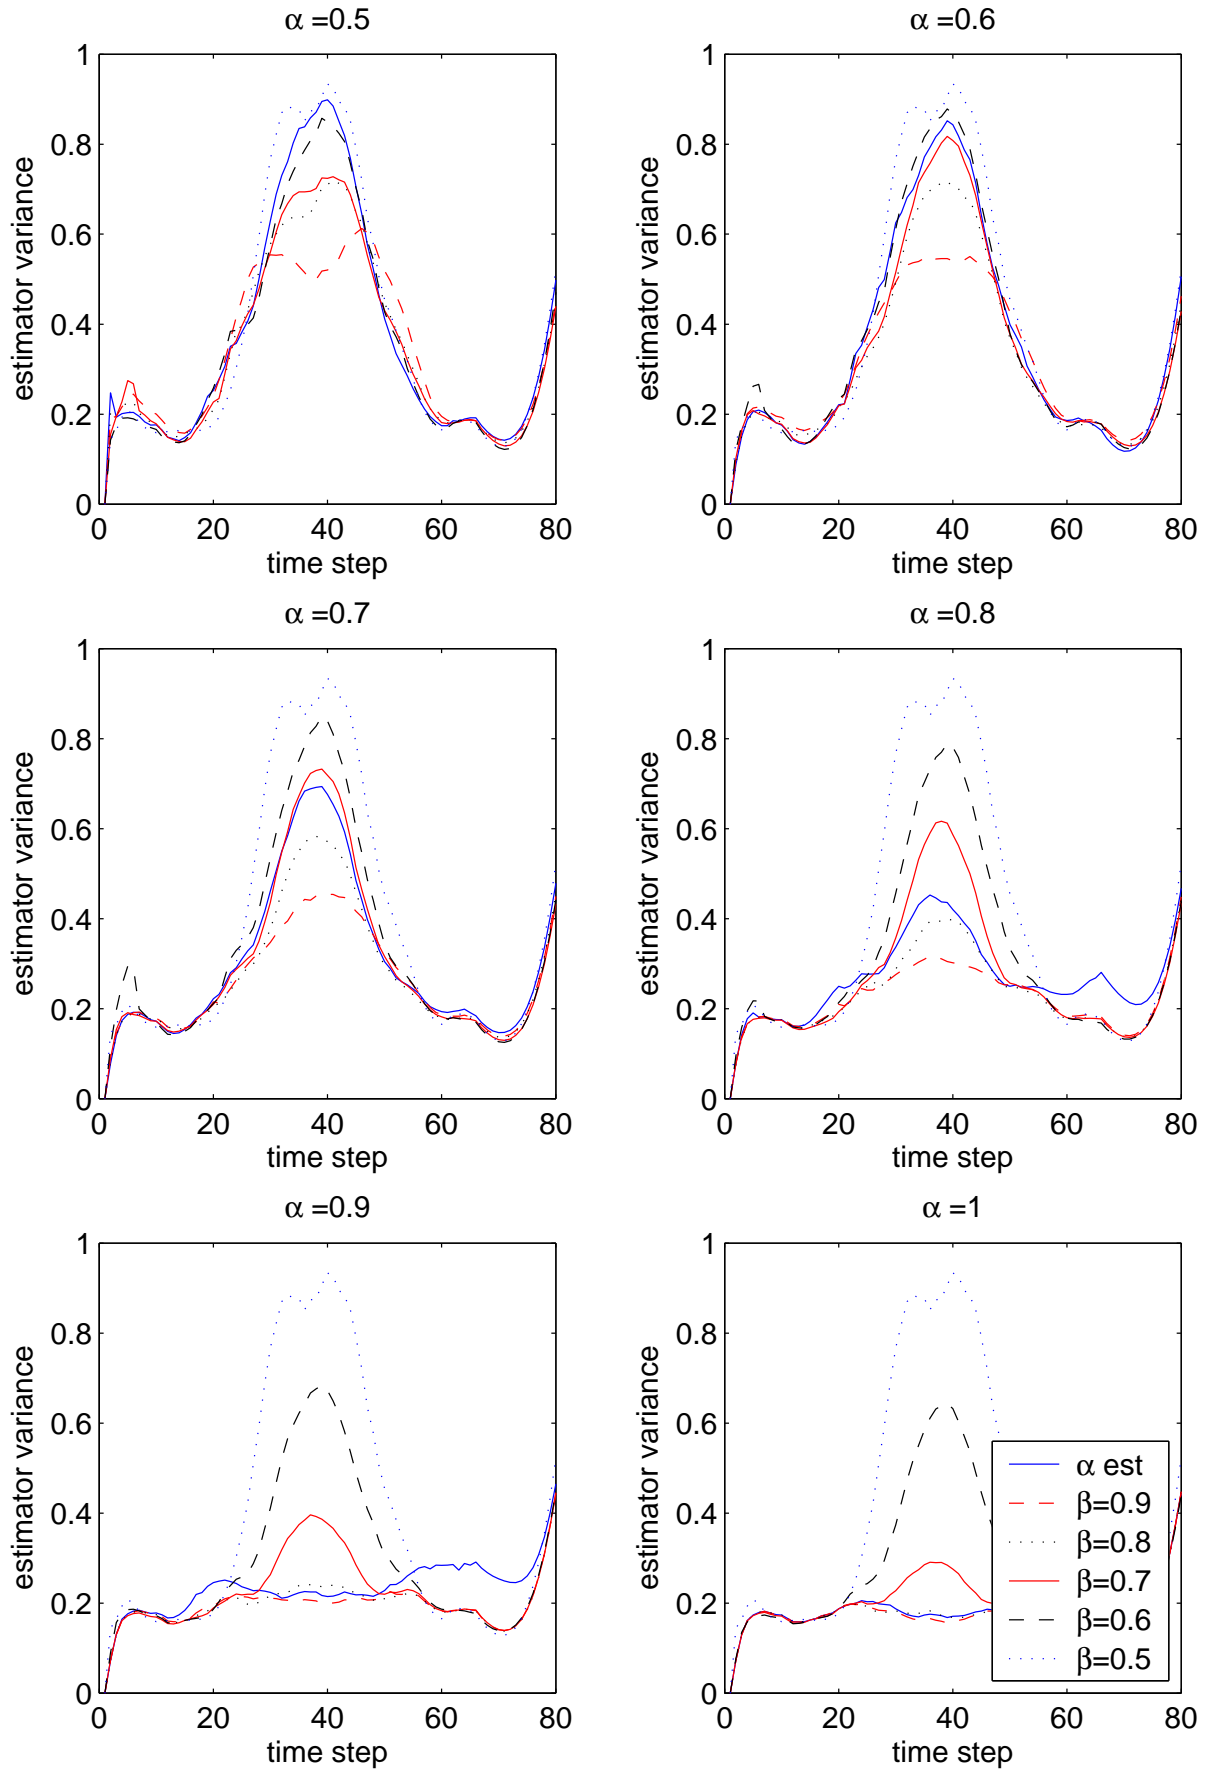 α =0.5
α =0.6
1
0.8
0.6
0.4
0.2
0
estimator variance
0 20 40 60 80
time step
1
0.8
0.6
0.4
0.2
0
estimator variance
0 20 40 60 80
time step
α =0.7
α =0.8
1
0.8
0.6
0.4
0.2
0
estimator variance
0 20 40 60 80
time step
1
0.8
0.6
0.4
0.2
0
estimator variance
0 20 40 60 80
time step
α =0.9
α =1
1
0.8
0.6
0.4
0.2
0
estimator variance
0 20 40 60 80
time step
1
0.8
0.6
0.4
0.2
0
estimator variance
0 20 40 60 80
time step
α est
β=0.9
β=0.8
β=0.7
β=0.6
β=0.5